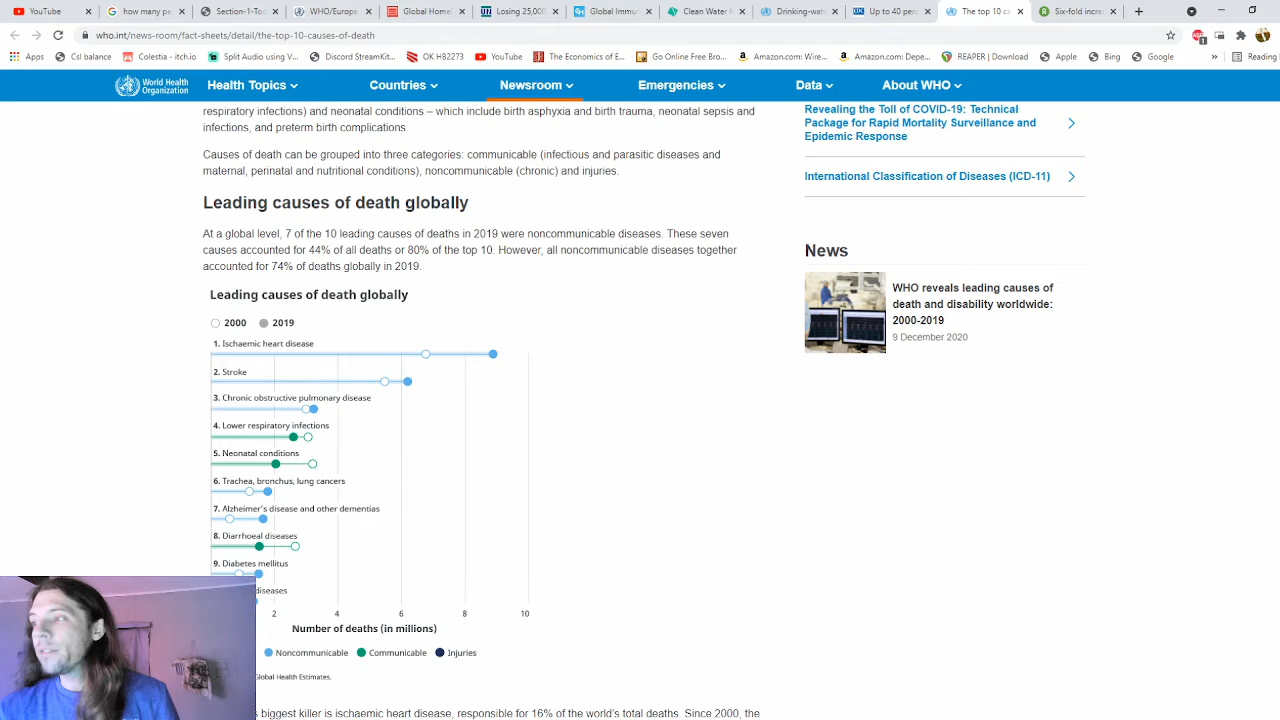 YouTube
how many pe
Section-1-Too
WHO/Europe
Global Homel
Losing 25,000
Global Immu
Clean Water
Drinking-wat
Up to 40 per
The top 10 ca
Six-fold incre
who.int/news-room/fact-sheets/detail/the-top-10-causes-of-death
Apps
Csl balance
Colestia - itch.io
Split Audio using V...
Discord StreamKit...
OK H82273
YouTube
The Economics of E...
Go Online Free Bro...
Amazon.com: Wire...
Amazon.com: Depe...
REAPER | Download
Apple
Bing
Google
»
Reading
World Health
Organization
Health Topics
Countries
Newsroom
Emergencies
Data
About WHO
respiratory infections) and neonatal conditions – which include birth asphyxia and birth trauma, neonatal sepsis and
infections, and preterm birth complications.
Causes of death can be grouped into three categories: communicable (infectious and parasitic diseases and
maternal, perinatal and nutritional conditions), noncommunicable (chronic) and injuries.
Leading causes of death globally
At a global level, 7 of the 10 leading causes of deaths in 2019 were noncommunicable diseases. These seven
causes accounted for 44% of all deaths or 80% of the top 10. However, all noncommunicable diseases together
accounted for 74% of deaths globally in 2019.
Leading causes of death globally
2000
2019
1. Ischaemic heart disease
2. Stroke
3. Chronic obstructive pulmonary disease
4. Lower respiratory infections
5. Neonatal conditions
6. Trachea, bronchus, lung cancers
7. Alzheimer's disease and other dementias
8. Diarrhoeal diseases
9. Diabetes mellitus
diseases
2
4
6
8
10
Number of deaths (in millions)
Noncommunicable
Communicable
Injuries
Global Health Estimates.
s biggest killer is ischaemic heart disease, responsible for 16% of the world's total deaths. Since 2000, the
Revealing the Toll of COVID-19: Technical
Package for Rapid Mortality Surveillance and
Epidemic Response
International Classification of Diseases (ICD-11)
News
WHO reveals leading causes of
death and disability worldwide:
2000-2019
9 December 2020